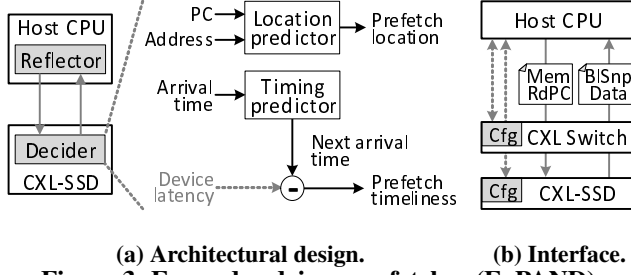 Host CPU
Reflector
Decider
CXL-SSD
PC
Address
Location
predictor
Prefetch
location
Arrival
time
Timing
predictor
Next arrival
time
Device
latency
-
Prefetch
timeliness
Host CPU
Mem
RdPC
BISnp
Data
Cfg
CXL Switch
Cfg
CXL-SSD
(a) Architectural design.
(b) Interface.